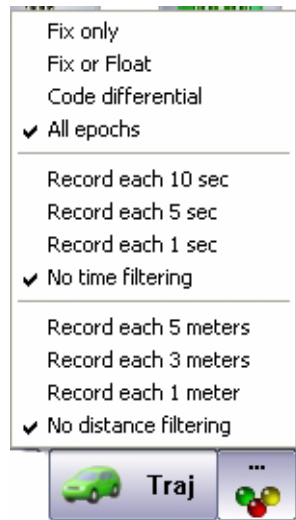 Fix only
Fix or Float
Code differential
All epochs
Record each 10 sec
Record each 5 sec
Record each 1 sec
No time filtering
Record each 5 meters
Record each 3 meters
Record each 1 meter
No distance filtering
Traj
...